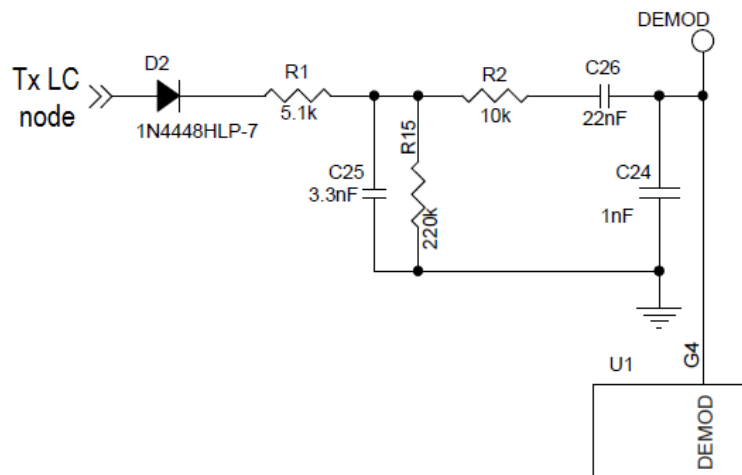 DEMOD
Tx LC
node
D2
1N4448HLP-7
R1
5.1k
R2
10k
C26
22nF
C25
3.3nF
R15
220k
C24
1nF
U1
G4
DEMOD